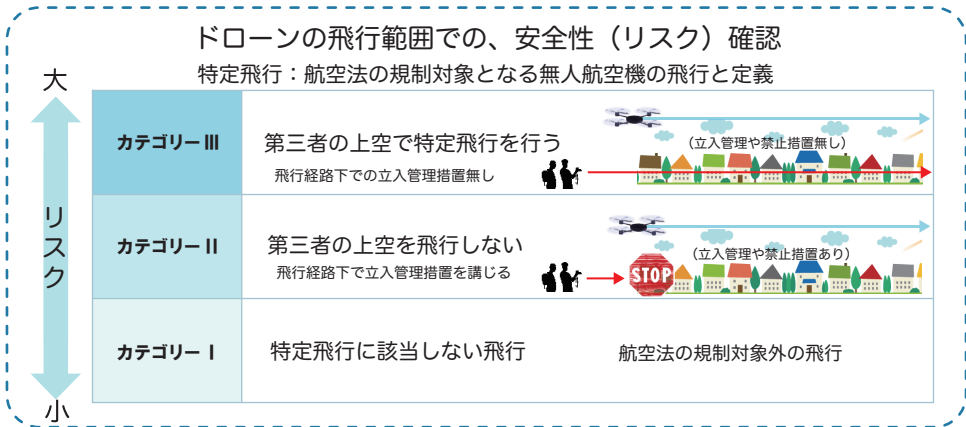 ドローンの飛行範囲での、安全性（リスク）確認
特定飛行：航空法の規制対象となる無人航空機の飛行と定義
大
リスク
小
カテゴリーⅢ
第三者の上空で特定飛行を行う
飛行経路下での立入管理措置無し
（立入管理や禁止措置無し）
カテゴリーⅡ
第三者の上空を飛行しない
飛行経路下で立入管理措置を講じる
（立入管理や禁止措置あり）
STOP
カテゴリーⅠ
特定飛行に該当しない飛行
航空法の規制対象外の飛行